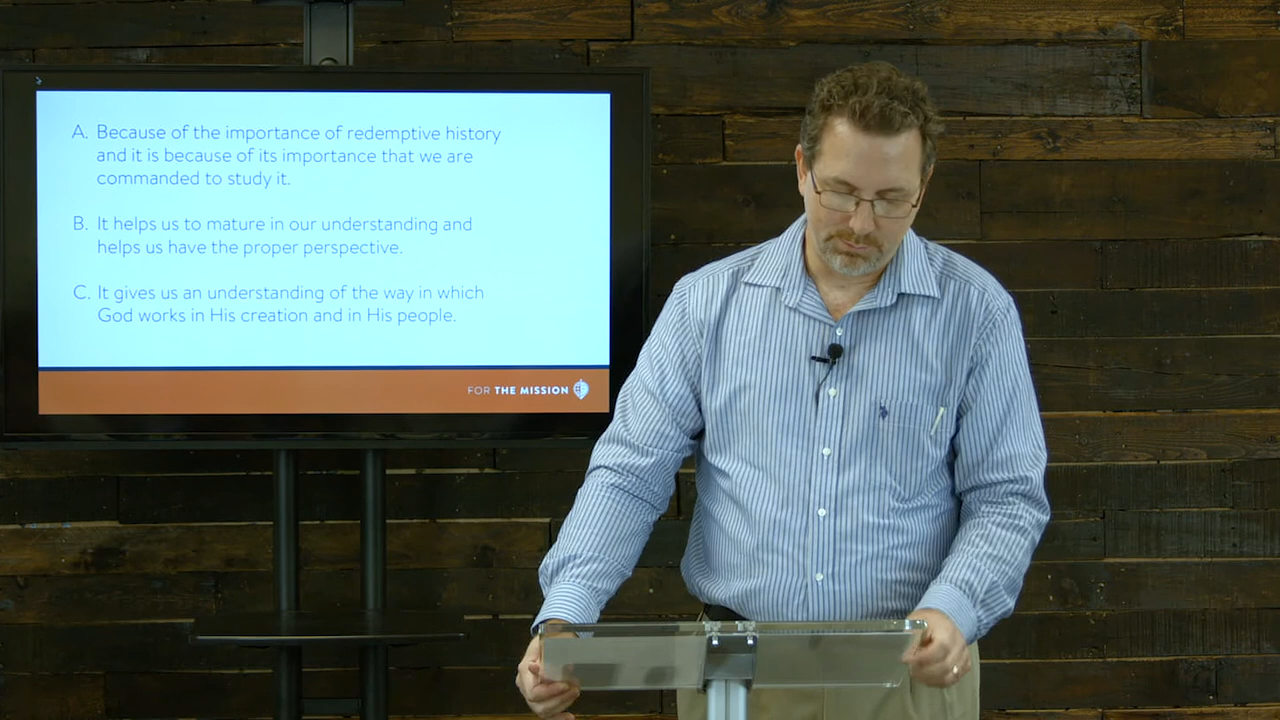 A. Because of the importance of redemptive history
and it is because of its importance that we are
commanded to study it.
B. It helps us to mature in our understanding and
helps us have the proper perspective.
C. It gives us an understanding of the way in which
God works in His creation and in His people.
FOR THE MISSION